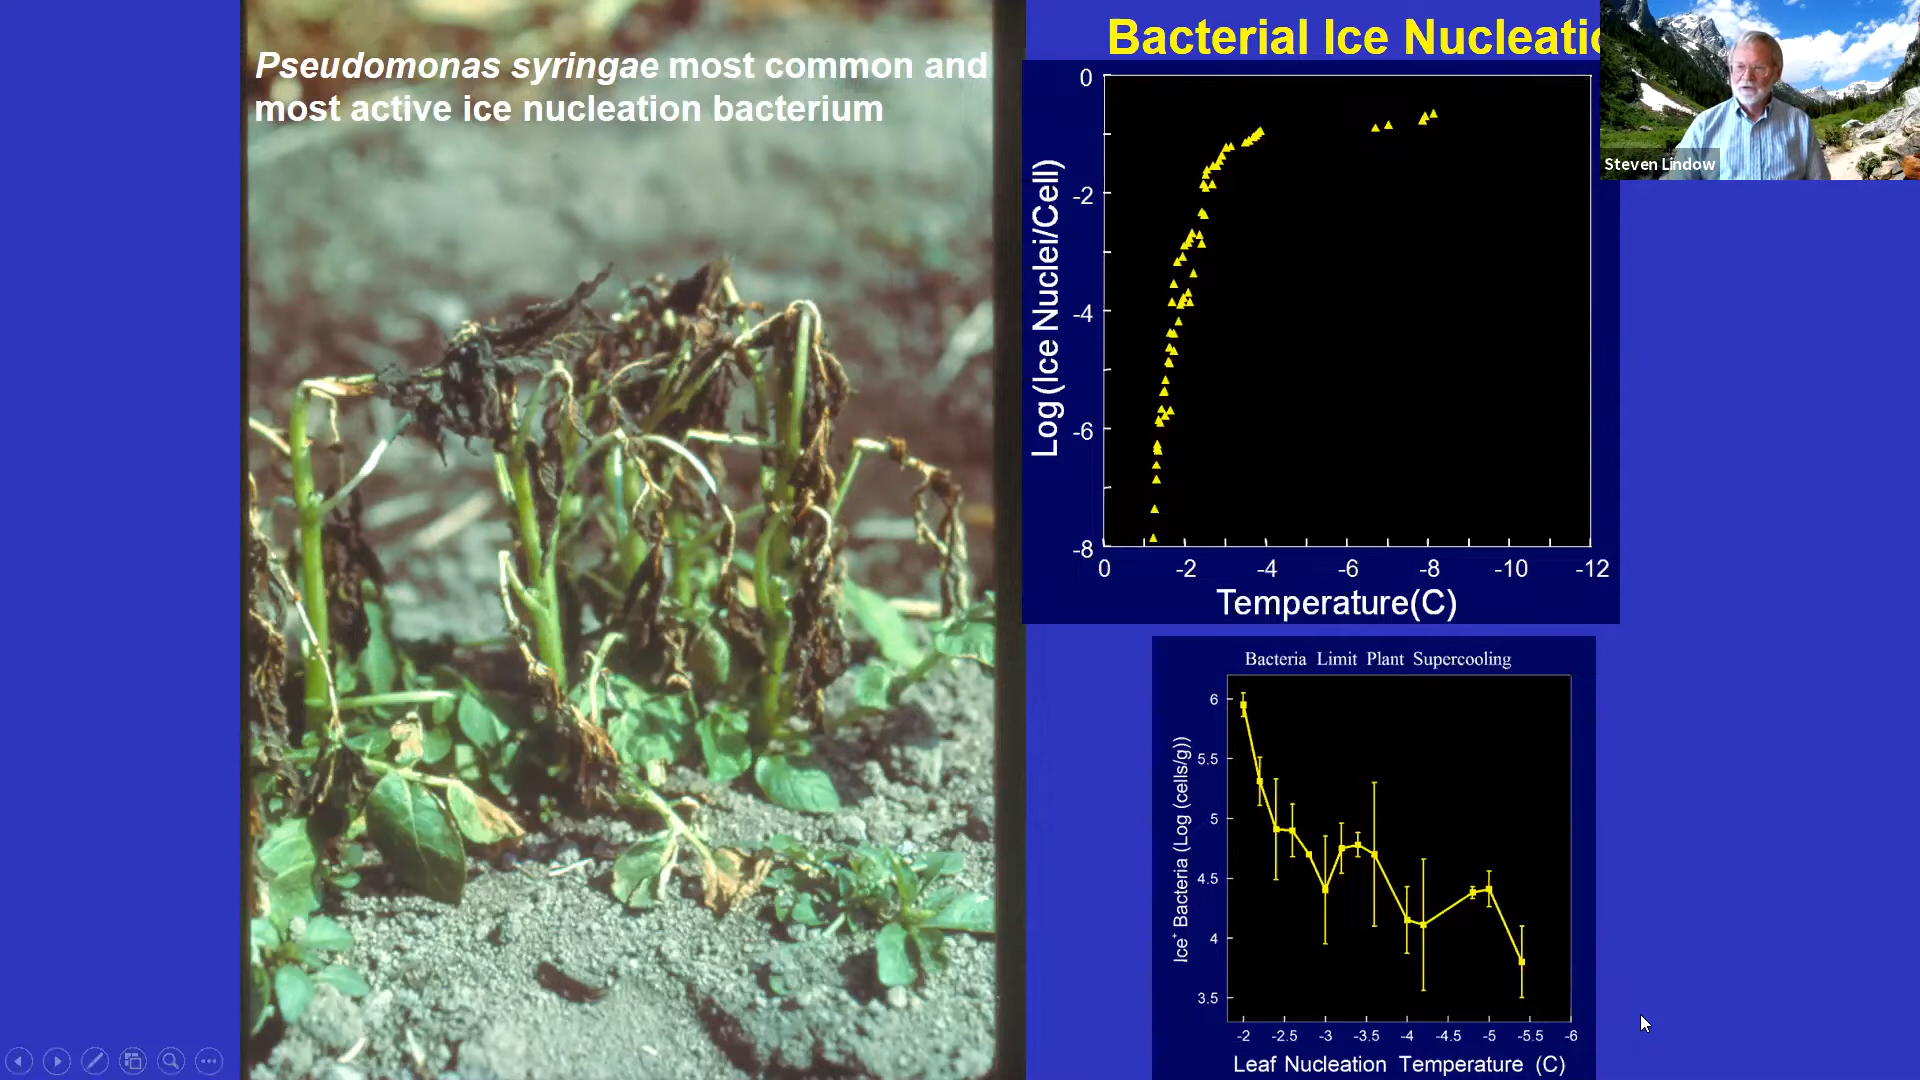 Pseudomonas syringae most common and
most active ice nucleation bacterium
Bacterial Ice Nucleatio
Steven Lindow
Log (Ice Nuclei/Cell)
0
-2
-4
-6
-8
0 -2 -4 -6 -8 -10 -12
Temperature(C)
Bacteria Limit Plant Supercooling
Ice+ Bacteria (Log (cells/g))
6
5.5
5
4.5
4
3.5
-2 -2.5 -3 -3.5 -4 -4.5 -5 -5.5 -6
Leaf Nucleation Temperature (C)